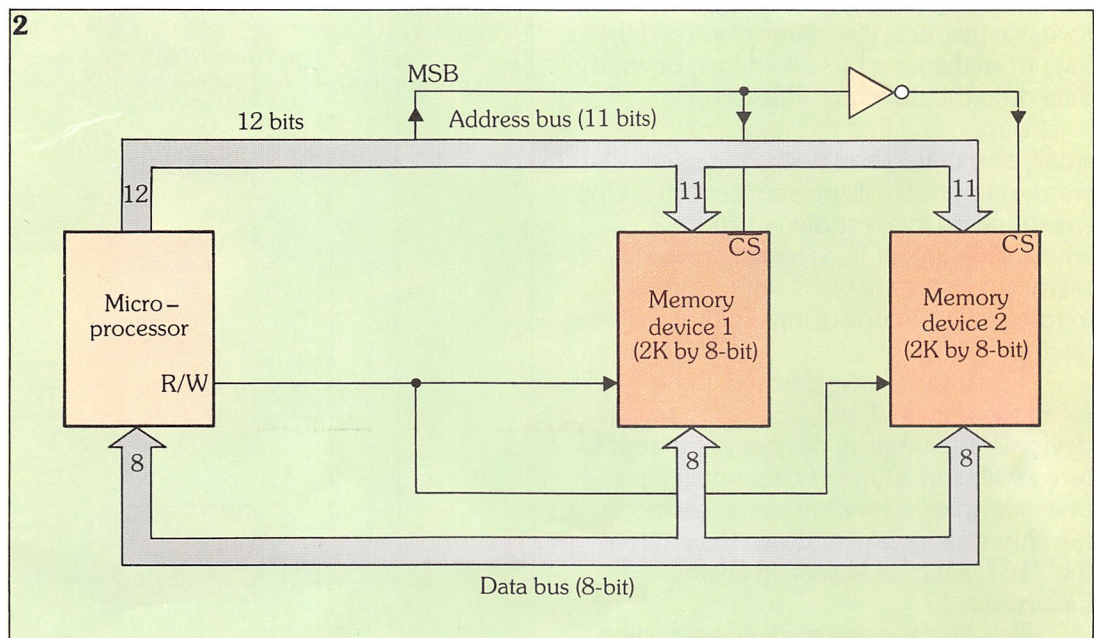 2
MSB
12 bits
Address bus (11 bits)
12
11
11
CS
CS
Micro–
processor
Memory
device 1
(2K by 8-bit)
Memory
device 2
(2K by 8-bit)
R/W
8
8
8
Data bus (8-bit)